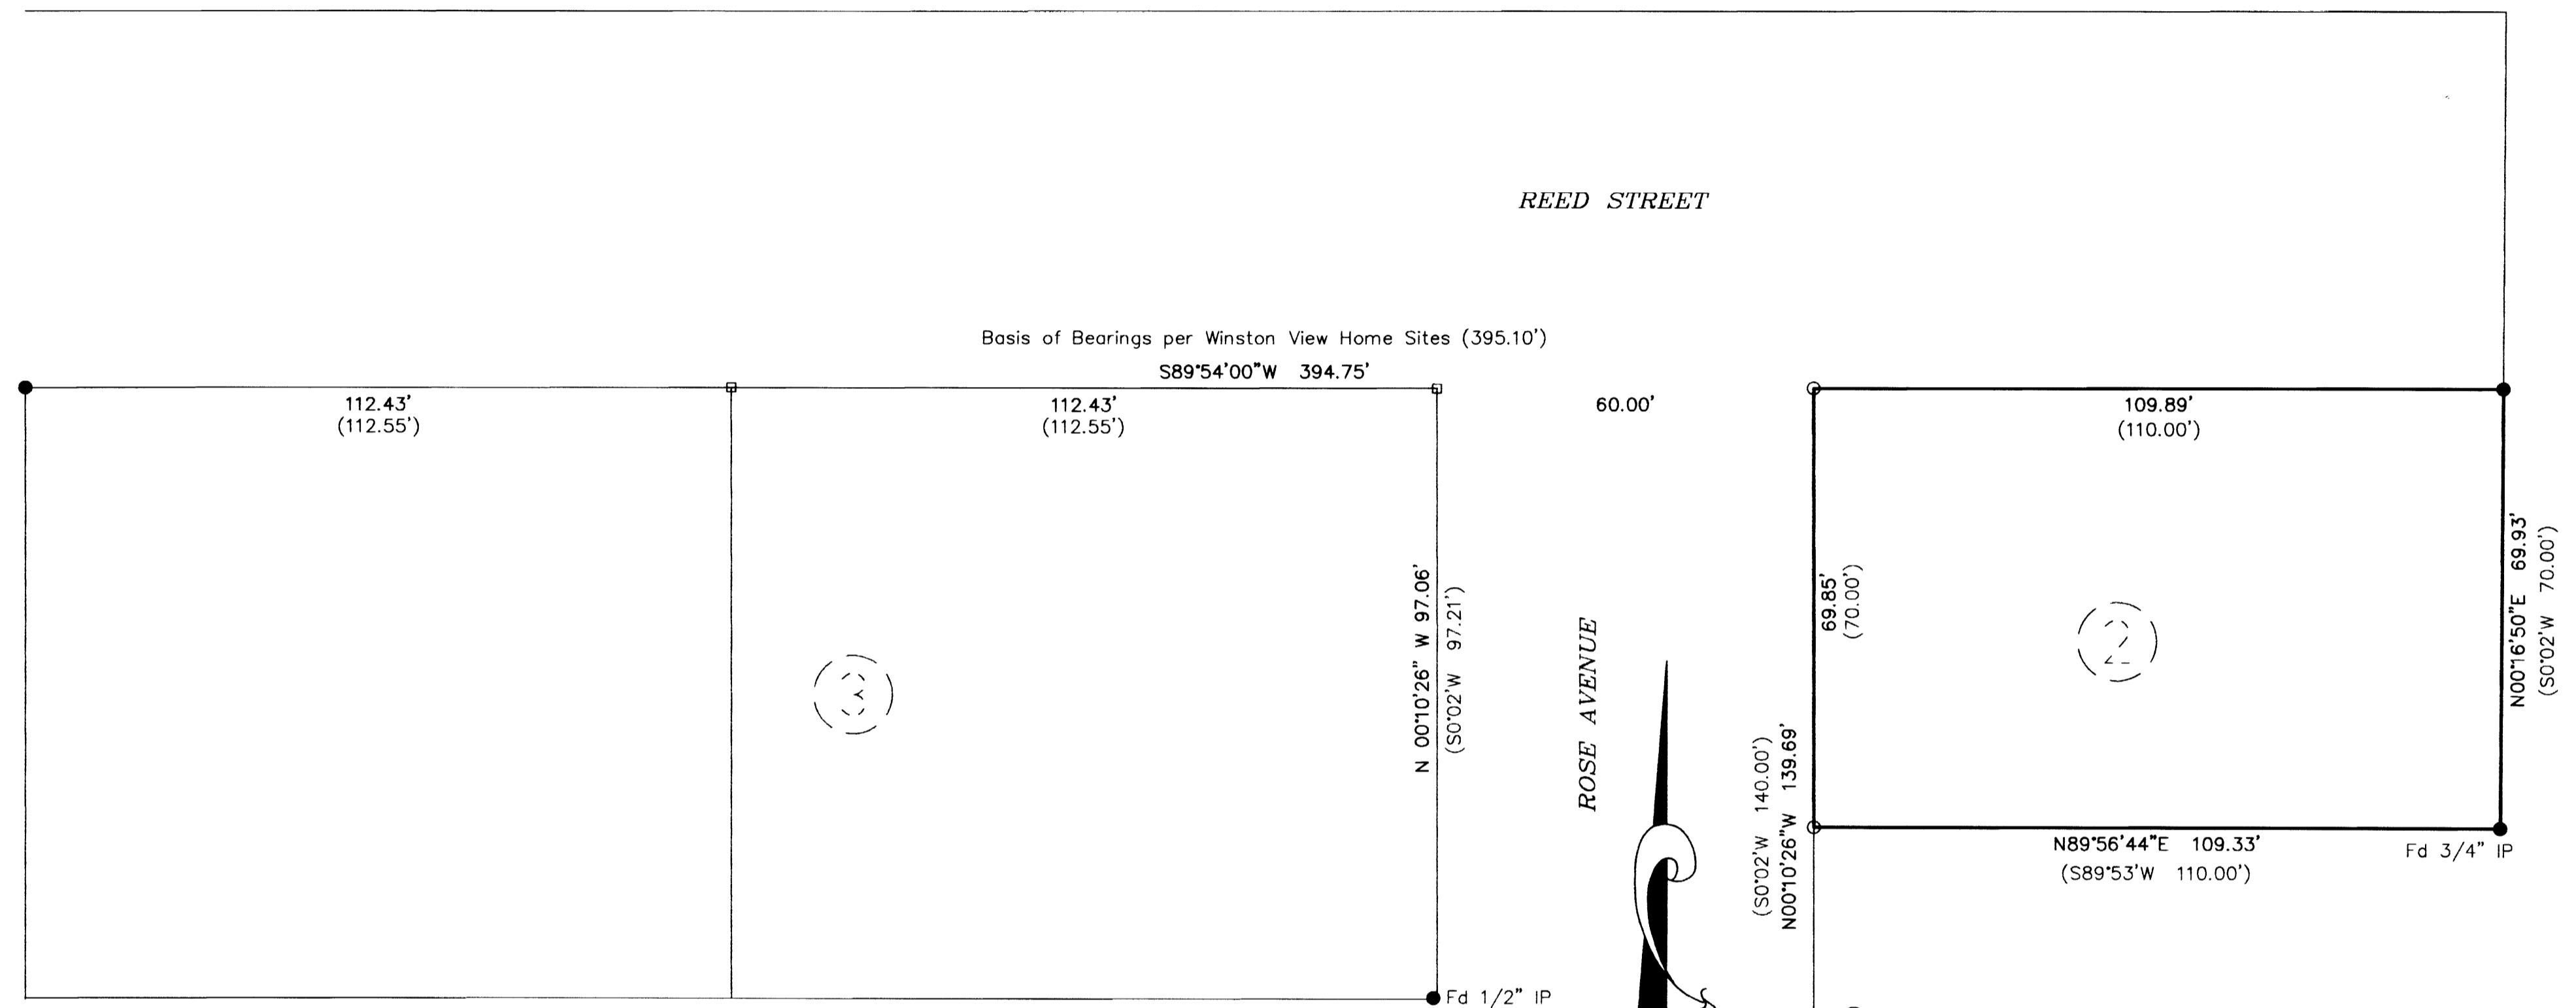 REED STREET
Basis of Bearings per Winston View Home Sites (395.10')
S89°54'00"W 394.75'
112.43'
(112.55')
112.43'
(112.55')
60.00'
109.89'
(110.00')
N 00°10'26" W 97.06'
(S0°02'W 97.21')
ROSE AVENUE
69.85'
(70.00')
(S0°02'W 140.00')
N00°10'26"W 139.69'
N00°16'50"E 69.93'
(S0°02'W 70.00')
3
2
N89°56'44"E 109.33'
(S89°53'W 110.00')
Fd 3/4" IP
Fd 1/2" IP